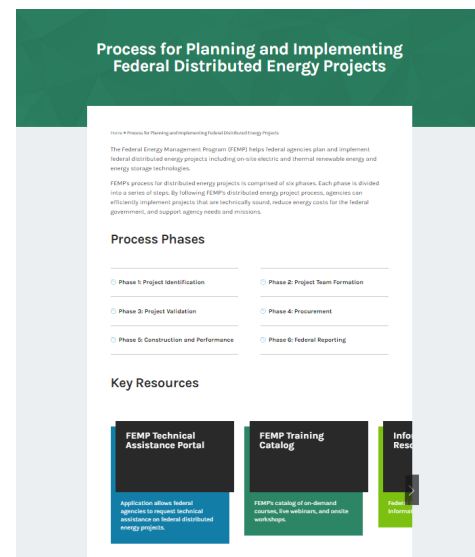 Process for Planning and Implementing
Federal Distributed Energy Projects
Home » Process for Planning and Implementing Federal Distributed Energy Projects
The Federal Energy Management Program (FEMP) helps federal agencies plan and implement
federal distributed energy projects including on-site electric and thermal renewable energy and
energy storage technologies.
FEMP's process for distributed energy projects is comprised of six phases. Each phase is divided
into a series of steps. By following FEMP's distributed energy project process, agencies can
efficiently implement projects that are technically sound, reduce energy costs for the federal
government, and support agency needs and missions.
Process Phases
Phase 1: Project Identification
Phase 2: Project Team Formation
Phase 3: Project Validation
Phase 4: Procurement
Phase 5: Construction and Performance
Phase 6: Federal Reporting
Key Resources
FEMP Technical
Assistance Portal
Application allows federal
agencies to request technical
assistance on federal distributed
energy projects.
FEMP Training
Catalog
FEMP's catalog of on-demand
courses, live webinars, and onsite
workshops.